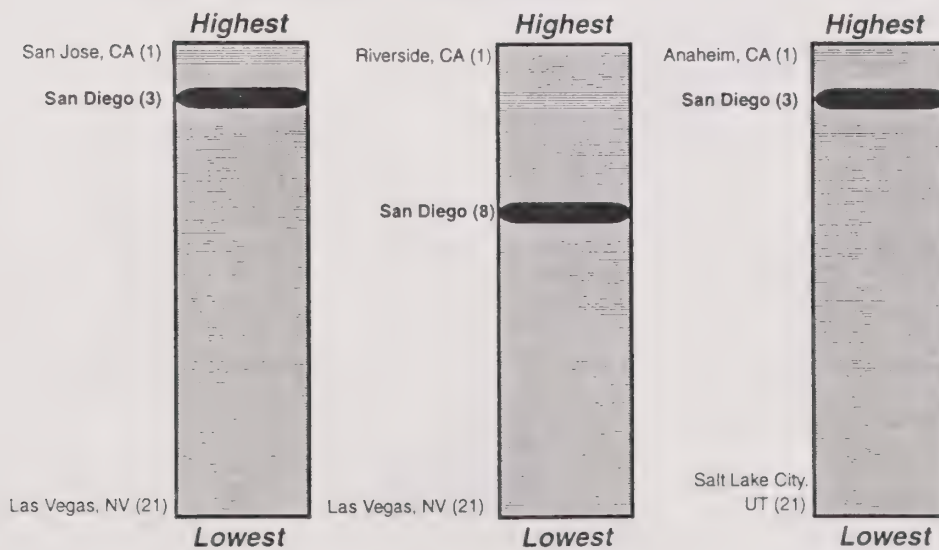 Highest
San Jose, CA (1)
San Diego (3)
Las Vegas, NV (21)
Lowest
Highest
Riverside, CA (1)
San Diego (8)
Las Vegas, NV (21)
Lowest
Highest
Anaheim, CA (1)
San Diego (3)
Salt Lake City.
UT (21)
Lowest